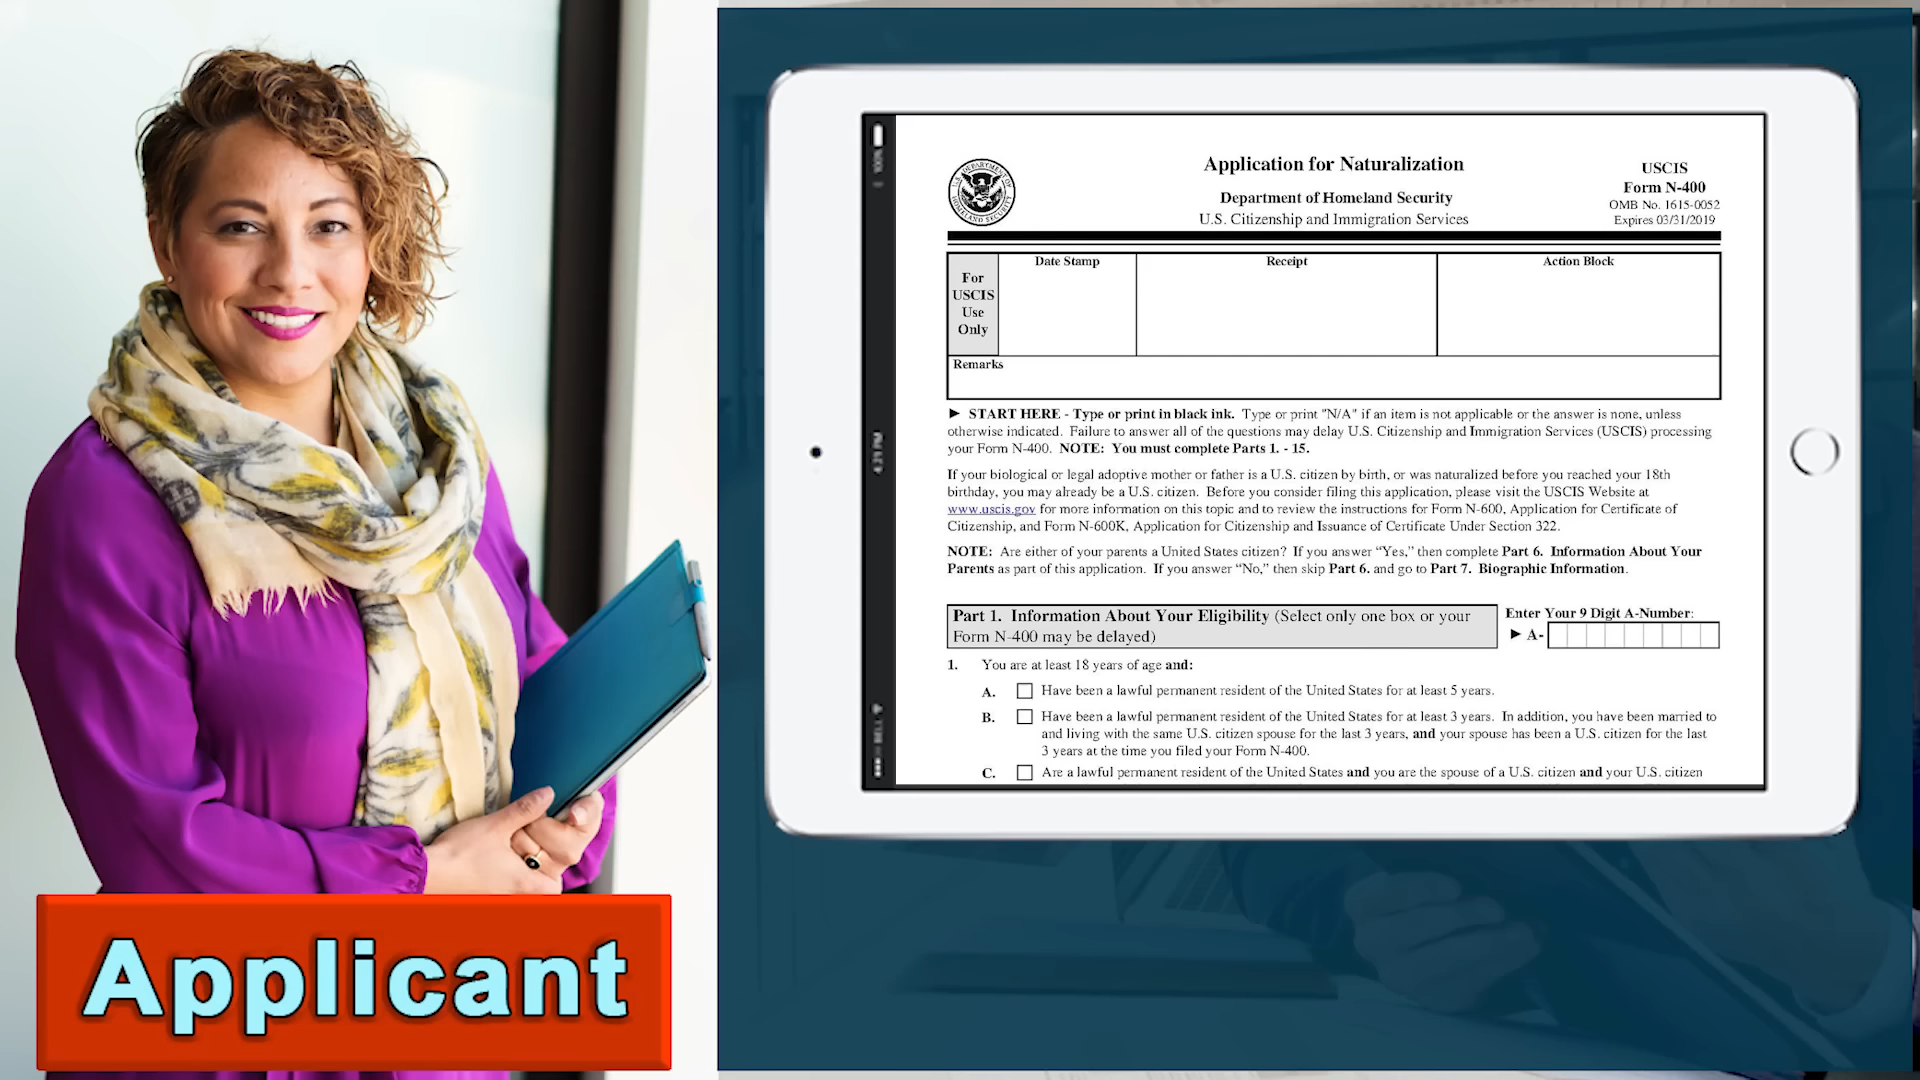 Applicant
100%
4:21 PM
BELL
U.S. DEPARTMENT OF HOMELAND SECURITY
Application for Naturalization
Department of Homeland Security
U.S. Citizenship and Immigration Services
USCIS
Form N-400
OMB No. 1615-0052
Expires 03/31/2019
For
USCIS
Use
Only
Date Stamp
Receipt
Action Block
Remarks
► START HERE - Type or print in black ink. Type or print "N/A" if an item is not applicable or the answer is none, unless
otherwise indicated. Failure to answer all of the questions may delay U.S. Citizenship and Immigration Services (USCIS) processing
your Form N-400. NOTE: You must complete Parts 1. - 15.
If your biological or legal adoptive mother or father is a U.S. citizen by birth, or was naturalized before you reached your 18th
birthday, you may already be a U.S. citizen. Before you consider filing this application, please visit the USCIS Website at
www.uscis.gov for more information on this topic and to review the instructions for Form N-600, Application for Certificate of
Citizenship, and Form N-600K, Application for Citizenship and Issuance of Certificate Under Section 322.
NOTE: Are either of your parents a United States citizen? If you answer “Yes,” then complete Part 6. Information About Your
Parents as part of this application. If you answer “No,” then skip Part 6. and go to Part 7. Biographic Information.
Part 1. Information About Your Eligibility (Select only one box or your
Form N-400 may be delayed)
Enter Your 9 Digit A-Number:
► A-
1. You are at least 18 years of age and:
A. Have been a lawful permanent resident of the United States for at least 5 years.
B. Have been a lawful permanent resident of the United States for at least 3 years. In addition, you have been married to
and living with the same U.S. citizen spouse for the last 3 years, and your spouse has been a U.S. citizen for the last
3 years at the time you filed your Form N-400.
C. Are a lawful permanent resident of the United States and you are the spouse of a U.S. citizen and your U.S. citizen